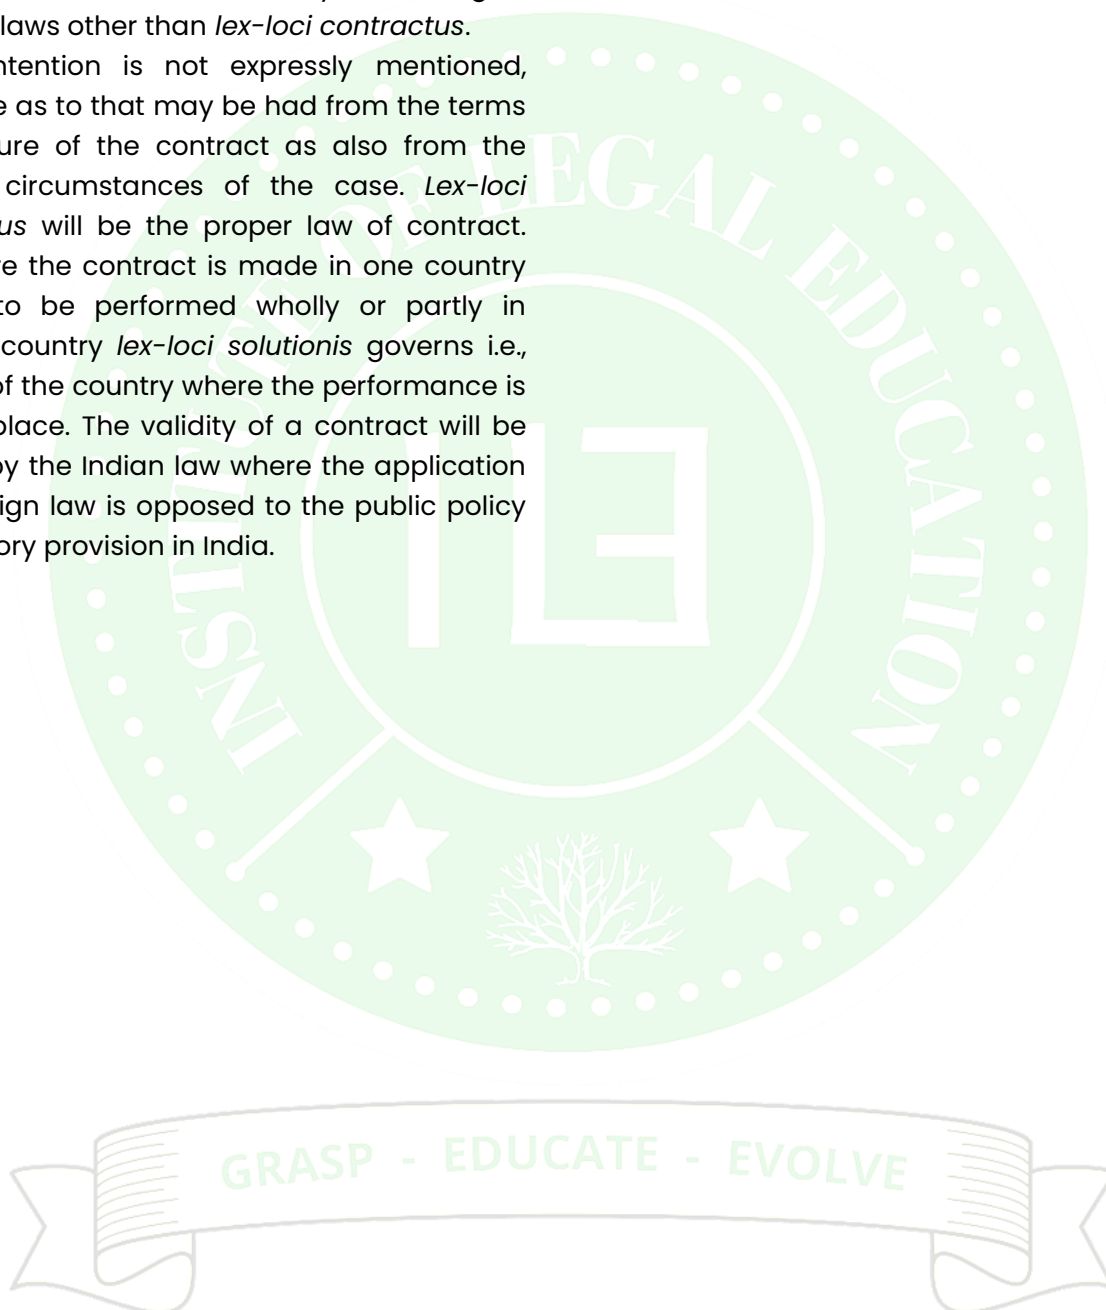 laws other than lex-loci contractus.
ntention is not expressly mentioned,
e as to that may be had from the terms
ure of the contract as also from the
circumstances of the case. Lex-loci
us will be the proper law of contract.
e the contract is made in one country
to be performed wholly or partly in
country lex-loci solutionis governs i.e.,
of the country where the performance is
place. The validity of a contract will be
by the Indian law where the application
ign law is opposed to the public policy
ory provision in India.
INSTITUTE OF LEGAL EDUCATION
GRASP - EDUCATE - EVOLVE